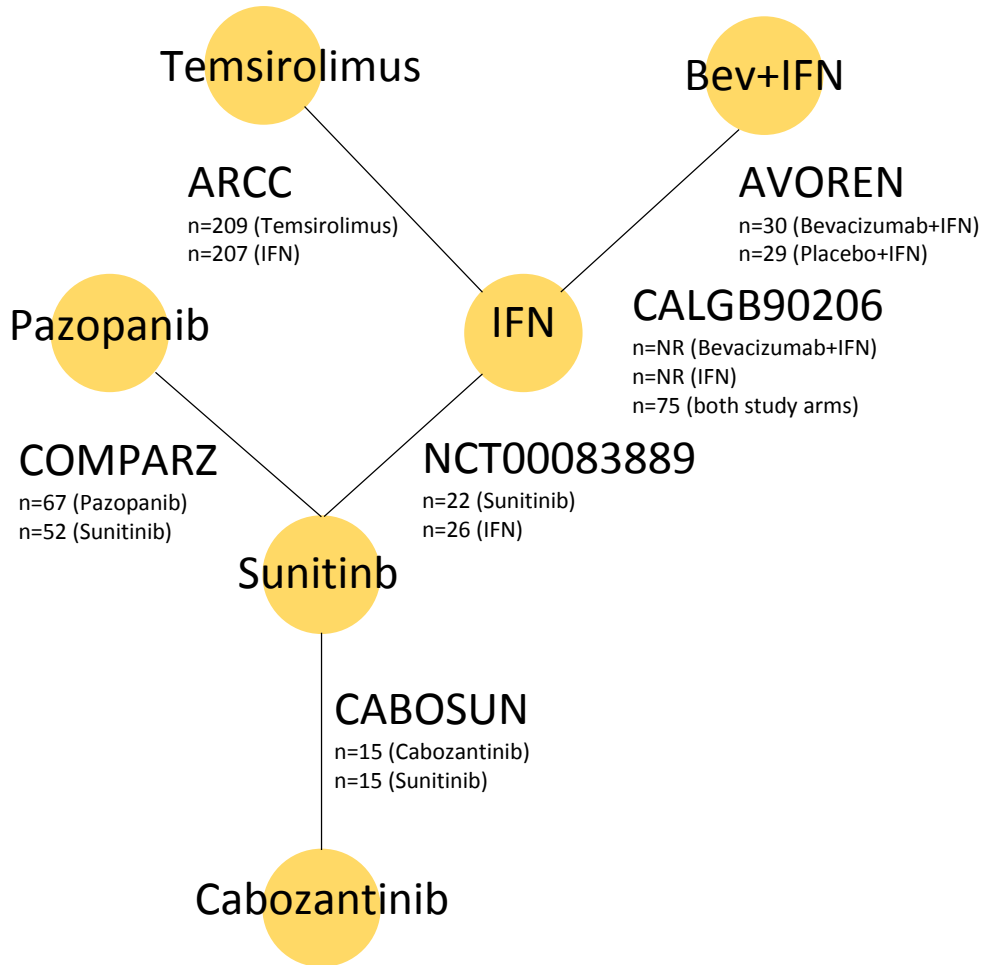 Temsirolimus
Bev+IFN
ARCC
n=209 (Temsirolimus)
n=207 (IFN)
AVOREN
n=30 (Bevacizumab+IFN)
n=29 (Placebo+IFN)
Pazopanib
IFN
CALGB90206
n=NR (Bevacizumab+IFN)
n=NR (IFN)
n=75 (both study arms)
COMPARZ
n=67 (Pazopanib)
n=52 (Sunitinib)
NCT00083889
n=22 (Sunitinib)
n=26 (IFN)
Sunitinb
CABOSUN
n=15 (Cabozantinib)
n=15 (Sunitinib)
Cabozantinib